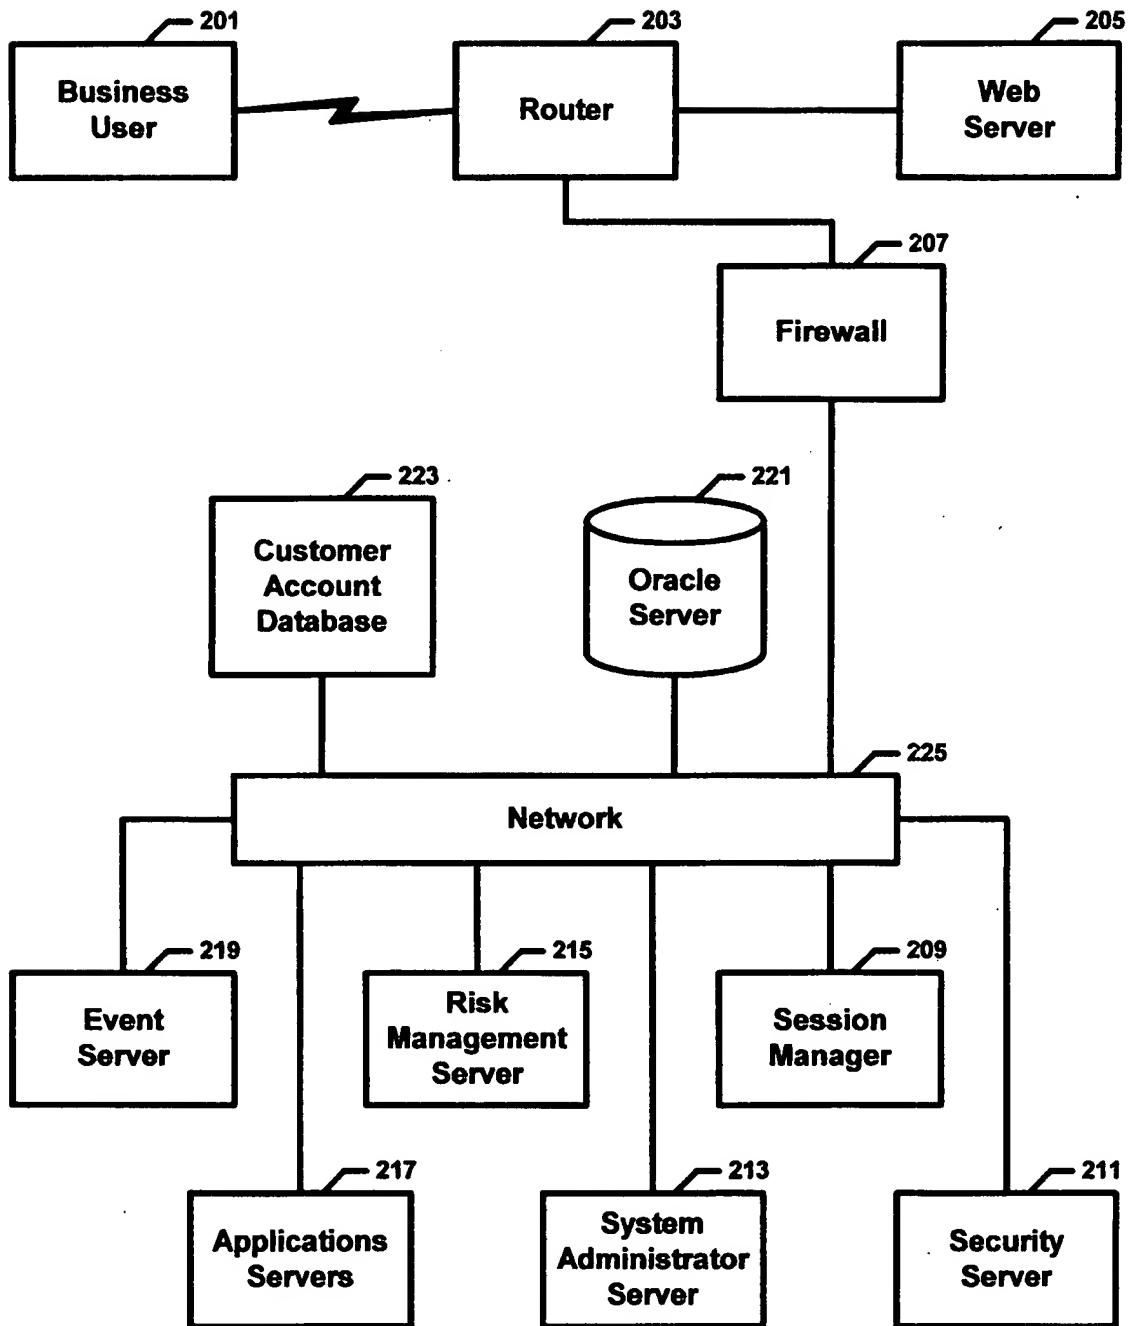 201
Business
User
203
Router
205
Web
Server
207
Firewall
223
Customer
Account
Database
221
Oracle
Server
225
Network
219
Event
Server
215
Risk
Management
Server
209
Session
Manager
217
Applications
Servers
213
System
Administrator
Server
211
Security
Server